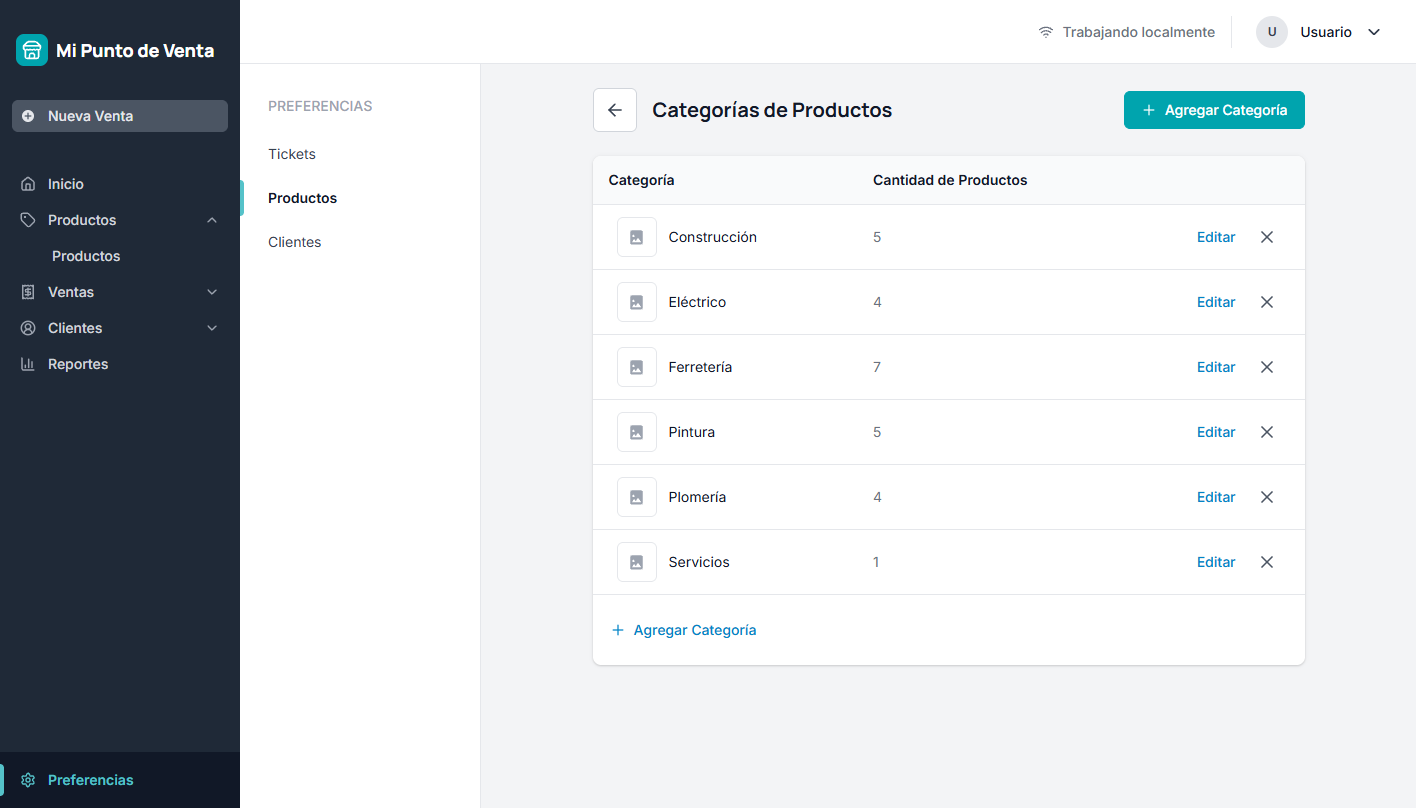 Mi Punto de Venta
Nueva Venta
Inicio
Productos
Productos
Ventas
Clientes
Reportes
Preferencias
Trabajando localmente
U
Usuario
PREFERENCIAS
Tickets
Productos
Clientes
Categorías de Productos
Agregar Categoría
Categoría Cantidad de Productos
Construcción 5 Editar
Eléctrico 4 Editar
Ferretería 7 Editar
Pintura 5 Editar
Plomería 4 Editar
Servicios 1 Editar
Agregar Categoría